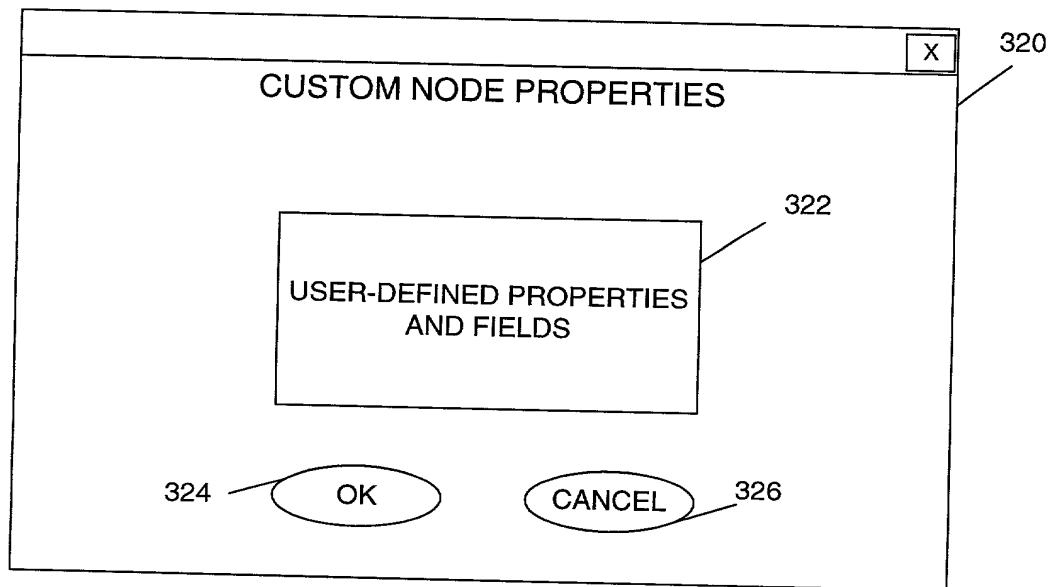 X
320
CUSTOM NODE PROPERTIES
322
USER-DEFINED PROPERTIES
AND FIELDS
324
OK
CANCEL
326